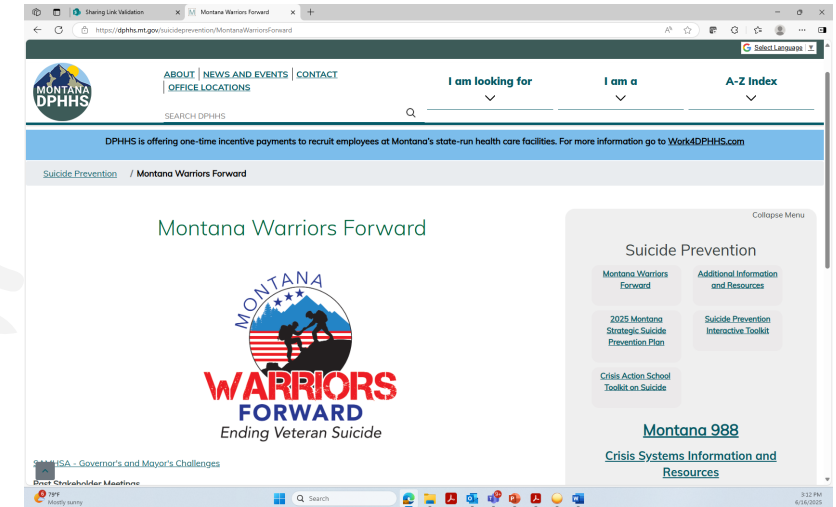 Sharing Link Validation
Montana Warriors Forward
https://dphhs.mt.gov/suicideprevention/MontanaWarriorsForward
G Select Language
MONTANA
DPHHS
ABOUT | NEWS AND EVENTS | CONTACT
| OFFICE LOCATIONS
SEARCH DPHHS
I am looking for
I am a
A-Z Index
DPHHS is offering one-time incentive payments to recruit employees at Montana's state-run health care facilities. For more information go to Work4DPHHS.com
Suicide Prevention / Montana Warriors Forward
Montana Warriors Forward
MONTANA
WARRIORS
FORWARD
Ending Veteran Suicide
SAMHSA - Governor's and Mayor's Challenges
Past Stakeholder Meetings
Collapse Menu
Suicide Prevention
Montana Warriors
Forward
Additional Information
and Resources
2025 Montana
Strategic Suicide
Prevention Plan
Suicide Prevention
Interactive Toolkit
Crisis Action School
Toolkit on Suicide
Montana 988
Crisis Systems Information and
Resources
79°F
Mostly sunny
Search
3:12 PM
6/16/2025